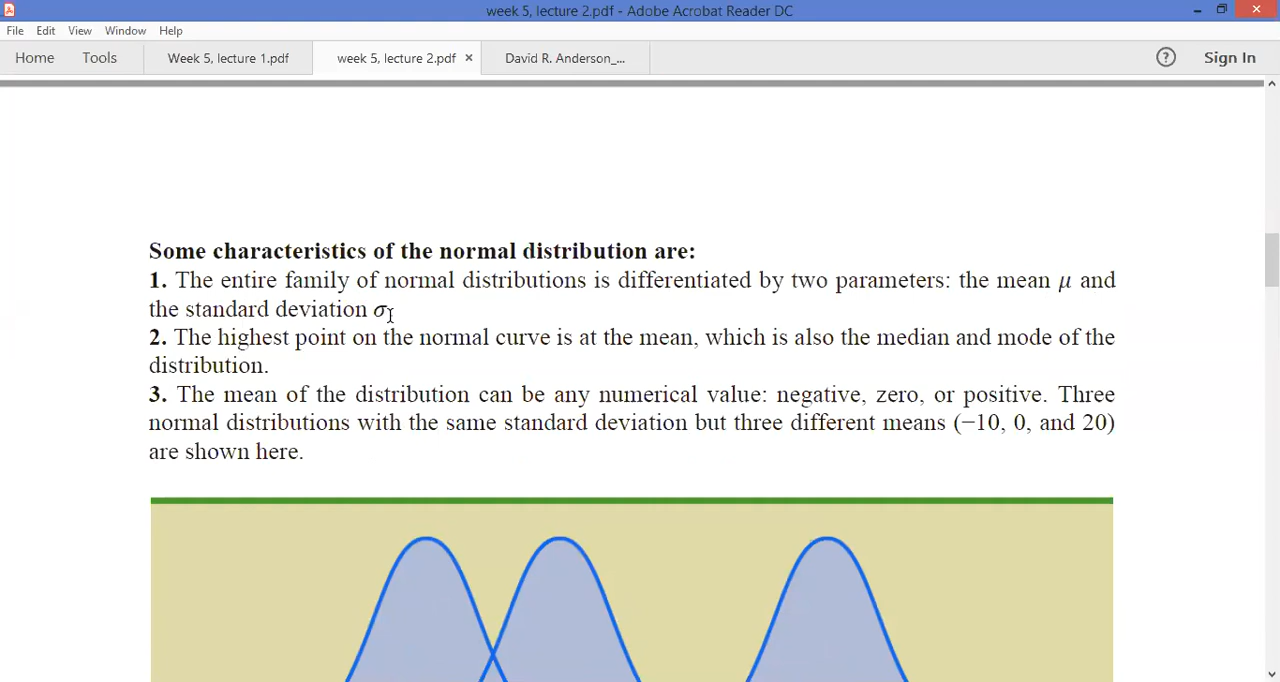 week 5, lecture 2.pdf - Adobe Acrobat Reader DC
File Edit View Window Help
Home Tools Week 5, lecture 1.pdf week 5, lecture 2.pdf × David R. Anderson_... ? Sign In
Some characteristics of the normal distribution are:
1. The entire family of normal distributions is differentiated by two parameters: the mean μ and
the standard deviation σ
2. The highest point on the normal curve is at the mean, which is also the median and mode of the
distribution.
3. The mean of the distribution can be any numerical value: negative, zero, or positive. Three
normal distributions with the same standard deviation but three different means (−10, 0, and 20)
are shown here.